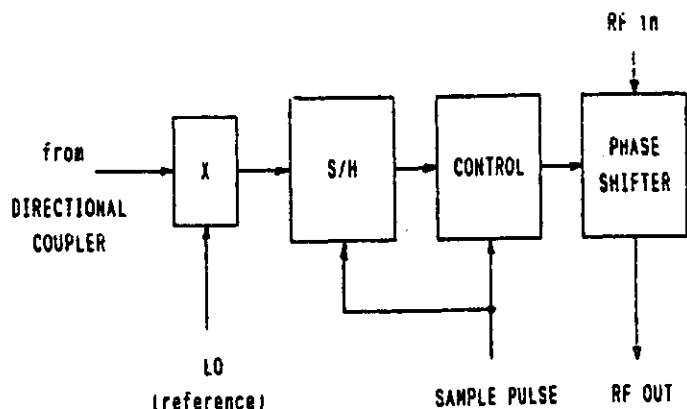 RF in
from
DIRECTIONAL
COUPLER
X
S/H
CONTROL
PHASE
SHIFTER
LO
(reference)
SAMPLE PULSE
RF OUT